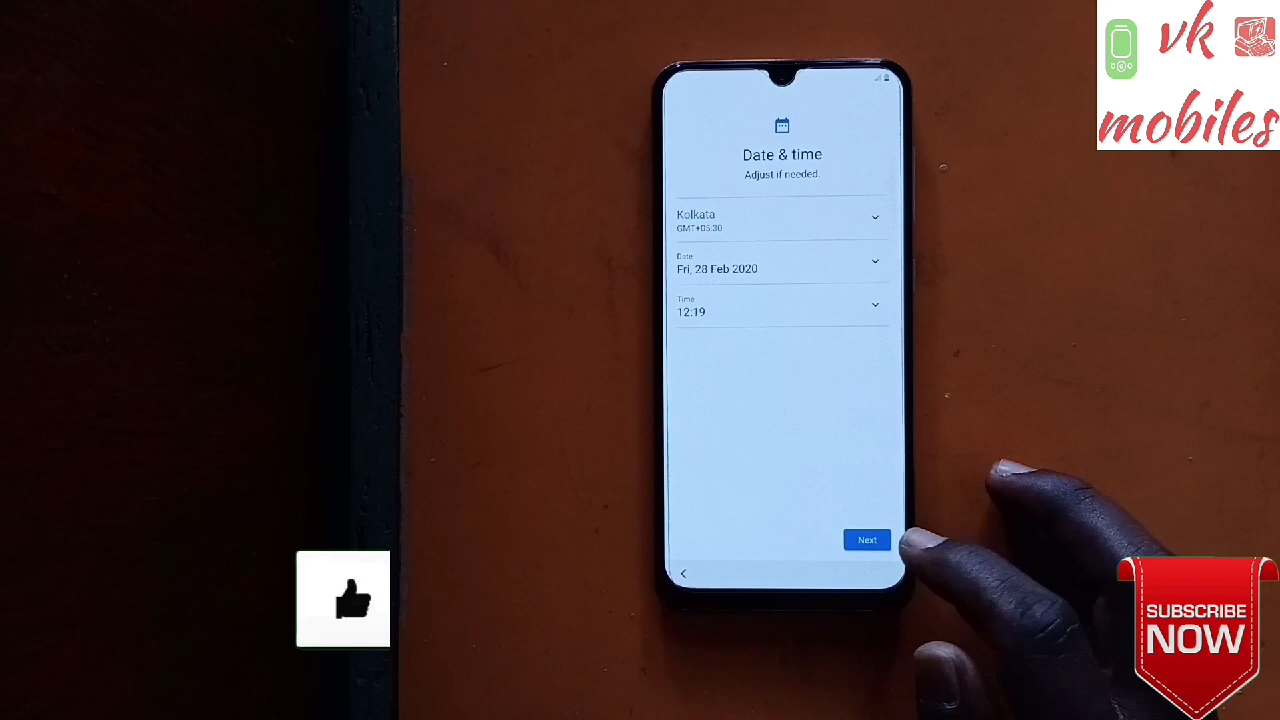 vk
mobiles
Date & time
Adjust if needed.
Kolkata
GMT+05:30
Date
Fri, 28 Feb 2020
Time
12:19
Next
SUBSCRIBE
NOW